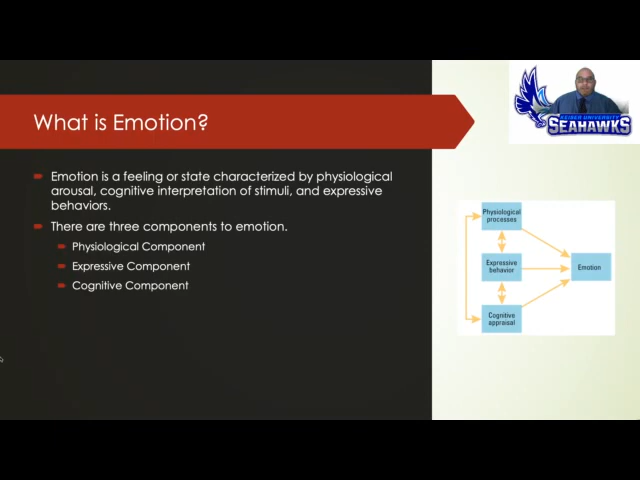 What is Emotion?
Emotion is a feeling or state characterized by physiological
arousal, cognitive interpretation of stimuli, and expressive
behaviors.
There are three components to emotion.
Physiological Component
Expressive Component
Cognitive Component
KEISER UNIVERSITY
SEAHAWKS
Physiological
processes
Expressive
behavior
Emotion
Cognitive
appraisal